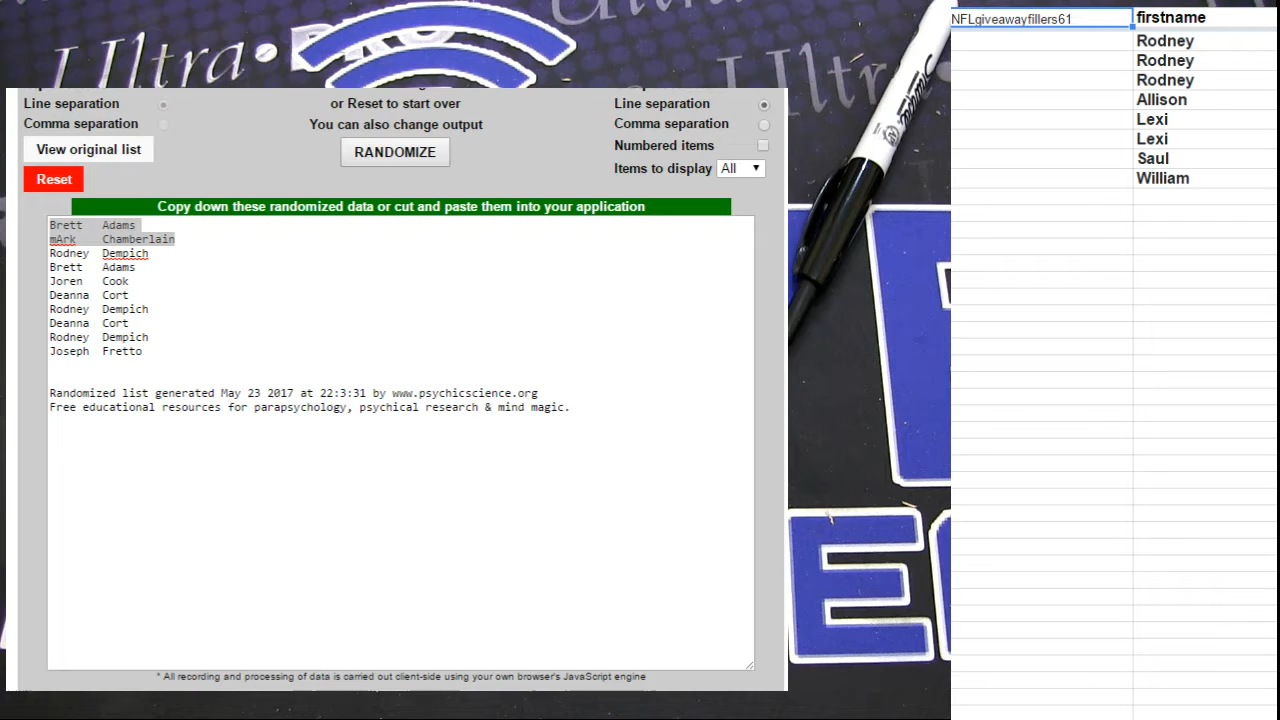 Ultra • PRO
Ultra
Line separation
Comma separation
View original list
Reset
or Reset to start over
You can also change output
RANDOMIZE
Line separation
Comma separation
Numbered items
Items to display All
Copy down these randomized data or cut and paste them into your application
Brett Adams
mArk Chamberlain
Rodney Dempich
Brett Adams
Joren Cook
Deanna Cort
Rodney Dempich
Deanna Cort
Rodney Dempich
Joseph Fretto
Randomized list generated May 23 2017 at 22:3:31 by www.psychicscience.org
Free educational resources for parapsychology, psychical research & mind magic.
* All recording and processing of data is carried out client-side using your own browser's JavaScript engine
NFLgiveawayfillers61
firstname
Rodney
Rodney
Rodney
Allison
Lexi
Lexi
Saul
William